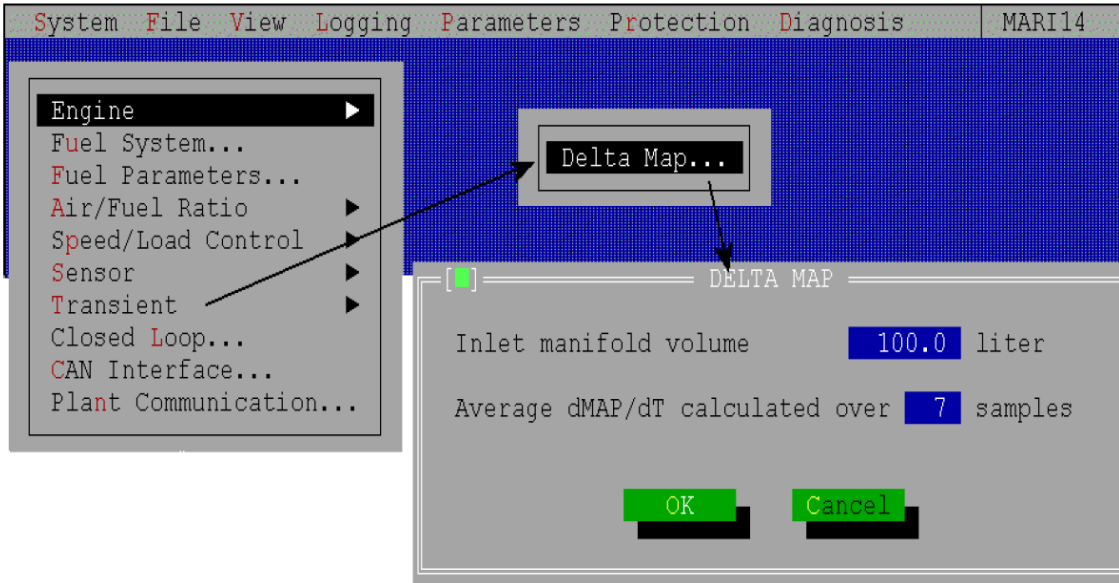 System File View Logging Parameters Protection Diagnosis MARI14
Engine
Fuel System...
Fuel Parameters...
Air/Fuel Ratio
Speed/Load Control
Sensor
Transient
Closed Loop...
CAN Interface...
Plant Communication...
Delta Map...
DELTA MAP
Inlet manifold volume 100.0 liter
Average dMAP/dT calculated over 7 samples
OK Cancel